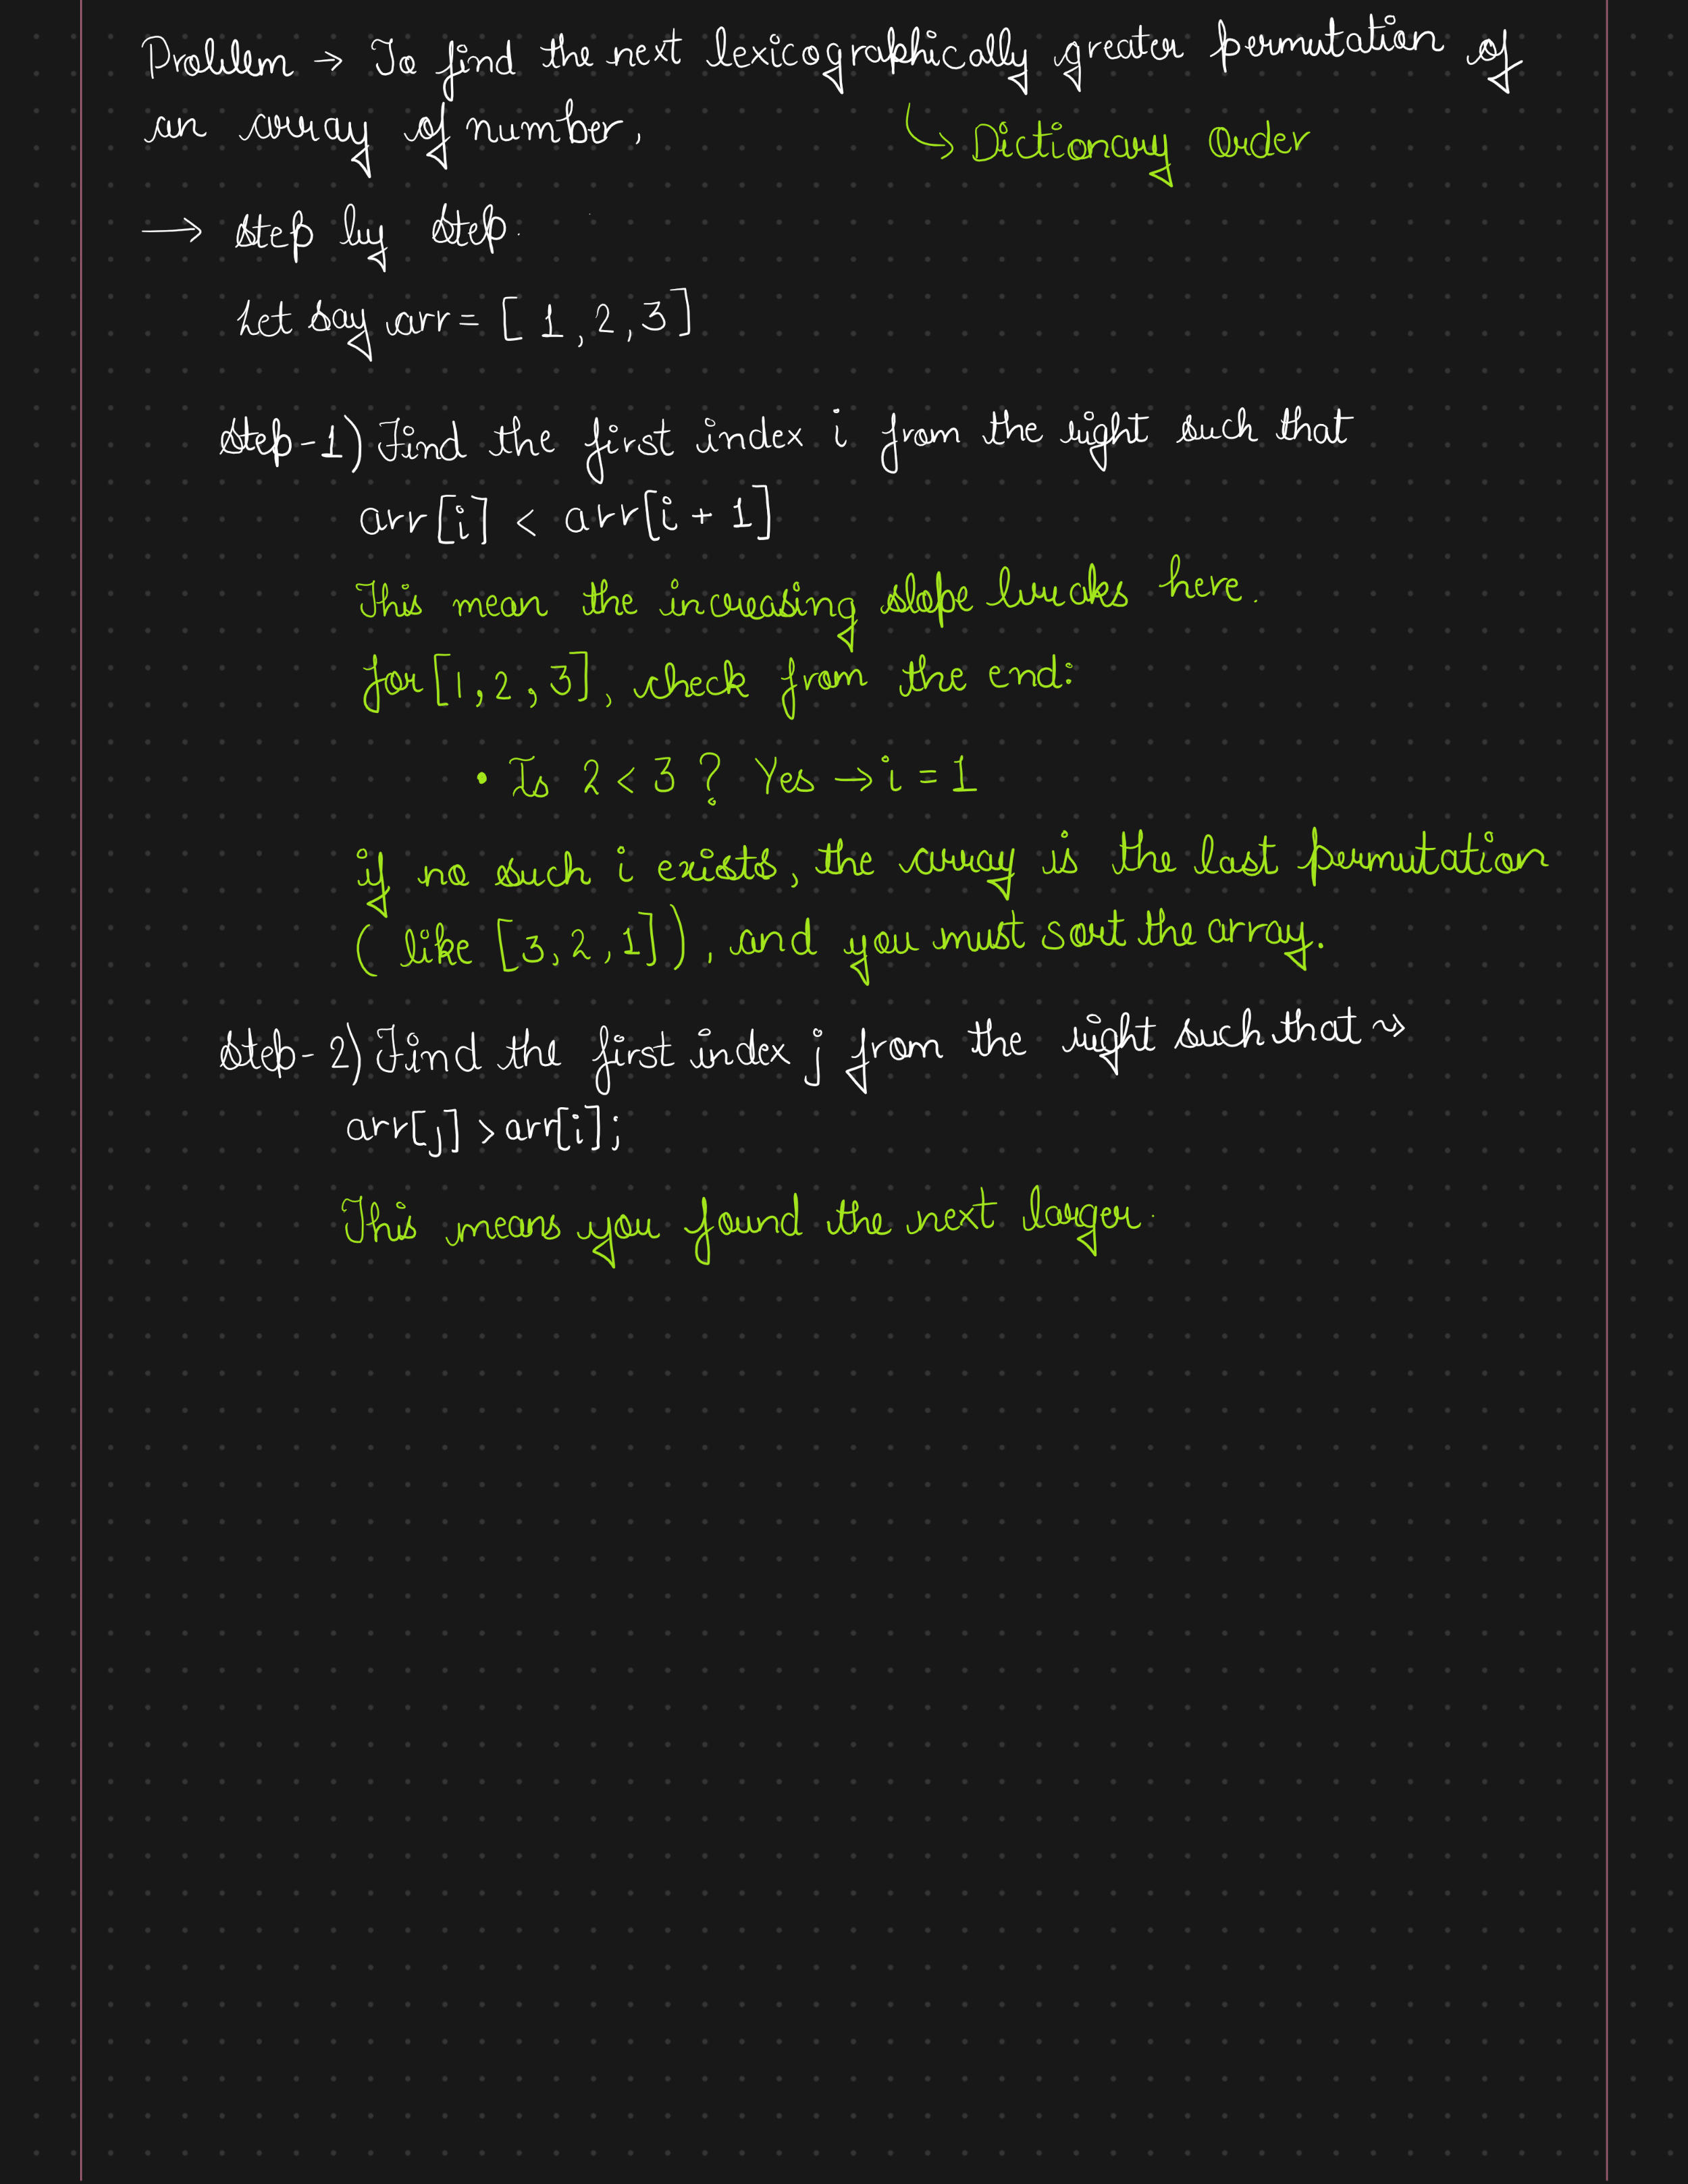 Problem → To find the next lexicographically greater permutation of
an array of number,
↳ Dictionary Order
→ Step by Step.
Let say arr = [ 1, 2, 3 ]
Step-1) Find the first index i from the right such that
arr[i] < arr[i + 1]
This mean the increasing slope breaks here.
for [1, 2, 3], check from the end:
• Is 2 < 3 ? Yes → i = 1
if no such i exists, the array is the last permutation
( like [3, 2, 1]), and you must sort the array.
Step-2) Find the first index j from the right such that ⇝
arr[j] > arr[i];
This means you found the next larger.